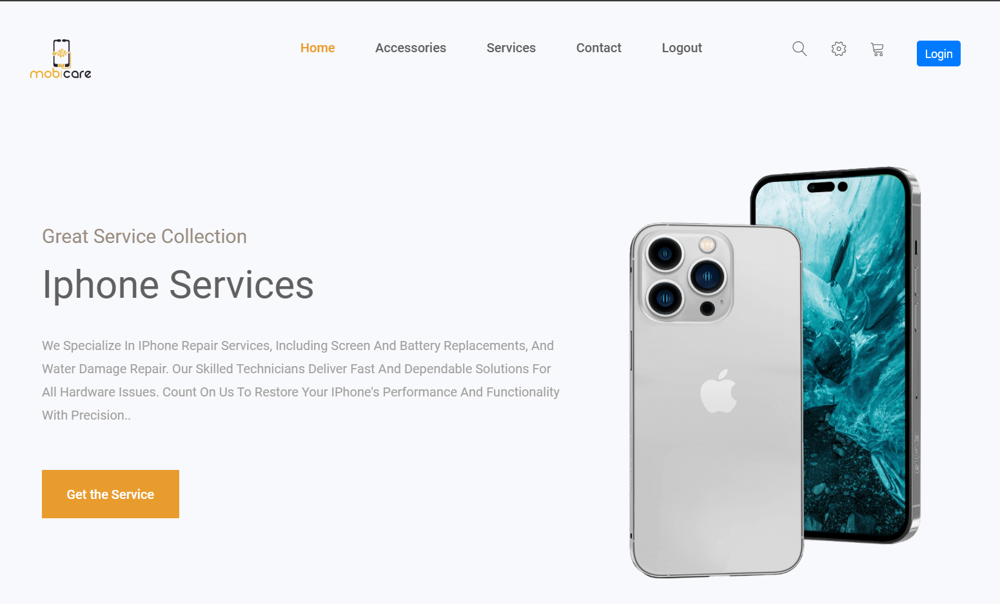 mobicare
Home Accessories Services Contact Logout Login
Great Service Collection
Iphone Services
We Specialize In IPhone Repair Services, Including Screen And Battery Replacements, And
Water Damage Repair. Our Skilled Technicians Deliver Fast And Dependable Solutions For
All Hardware Issues. Count On Us To Restore Your IPhone's Performance And Functionality
With Precision..
Get the Service